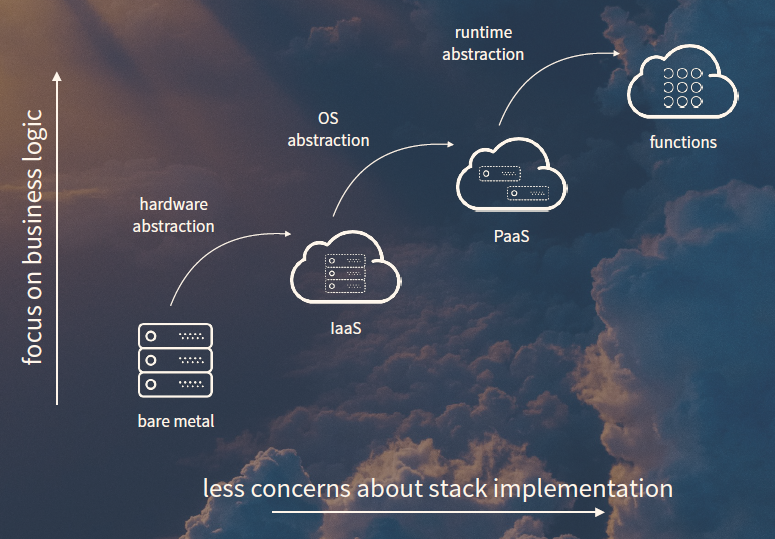 runtime
abstraction
functions
OS
abstraction
PaaS
hardware
abstraction
IaaS
bare metal
focus on business logic
less concerns about stack implementation